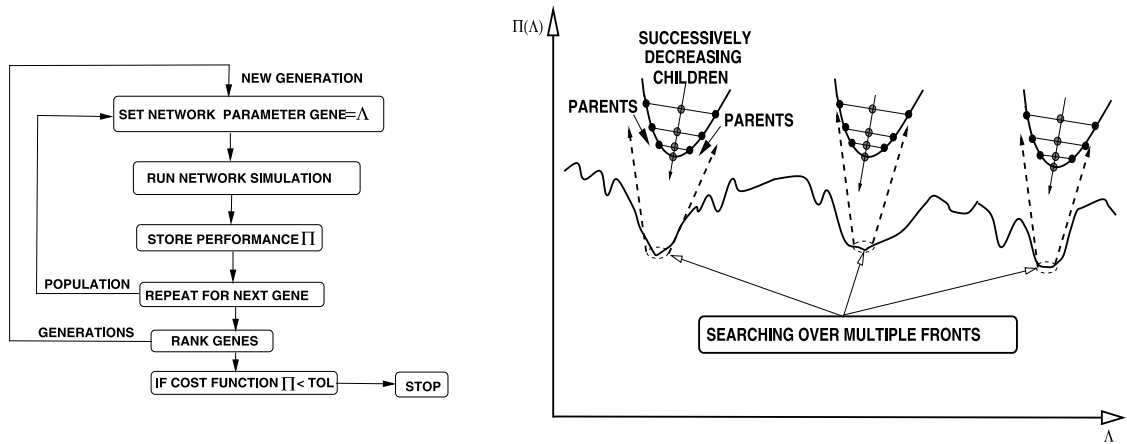 NEW GENERATION
SET NETWORK PARAMETER GENE=Λ
RUN NETWORK SIMULATION
STORE PERFORMANCE Π
POPULATION
REPEAT FOR NEXT GENE
GENERATIONS
RANK GENES
IF COST FUNCTION Π< TOL
STOP
Π(Λ)
SUCCESSIVELY
DECREASING
CHILDREN
PARENTS
PARENTS
SEARCHING OVER MULTIPLE FRONTS
Λ